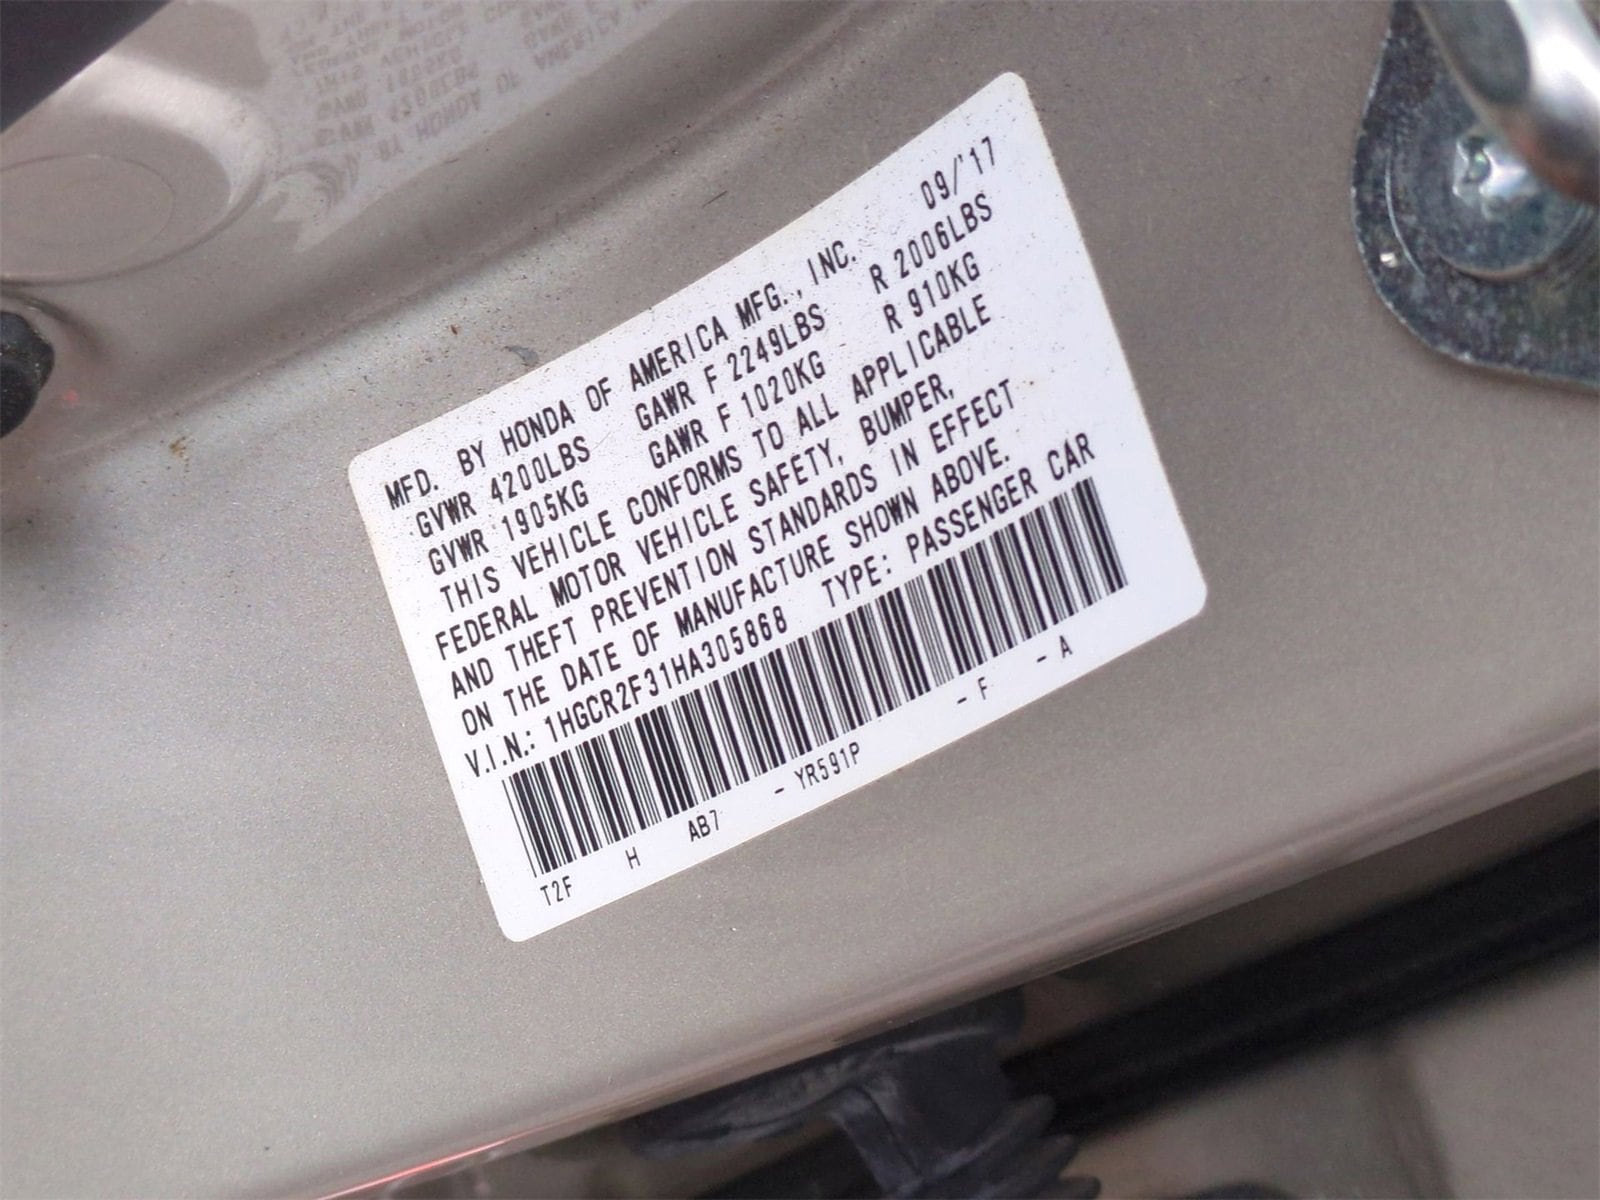 09/'17
MFD. BY HONDA OF AMERICA MFG., INC.
GVWR 4200LBS GAWR F 2249LBS R 2006LBS
GVWR 1905KG GAWR F 1020KG R 910KG
THIS VEHICLE CONFORMS TO ALL APPLICABLE
FEDERAL MOTOR VEHICLE SAFETY, BUMPER,
AND THEFT PREVENTION STANDARDS IN EFFECT
ON THE DATE OF MANUFACTURE SHOWN ABOVE.
V.I.N.: 1HGCR2F31HA305868 TYPE: PASSENGER CAR
T2F H AB7 - YR591P - F - A